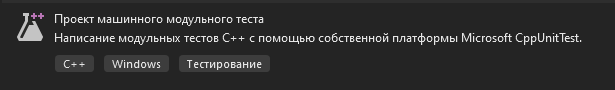 Проект машинного модульного теста
Написание модульных тестов C++ с помощью собственной платформы Microsoft CppUnitTest.
C++ Windows Тестирование